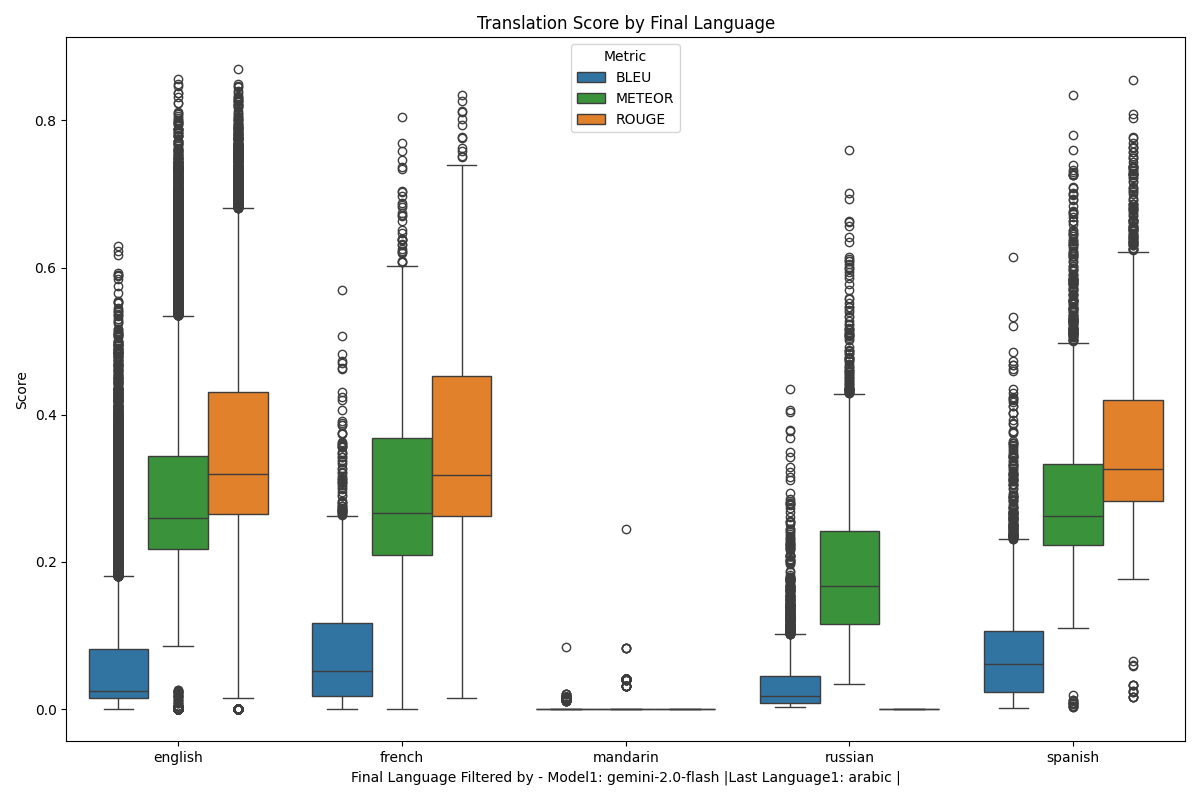 Translation Score by Final Language
Metric
BLEU
METEOR
ROUGE
Score
0.8
0.6
0.4
0.2
0.0
english french mandarin russian spanish
Final Language Filtered by - Model1: gemini-2.0-flash |Last Language1: arabic |